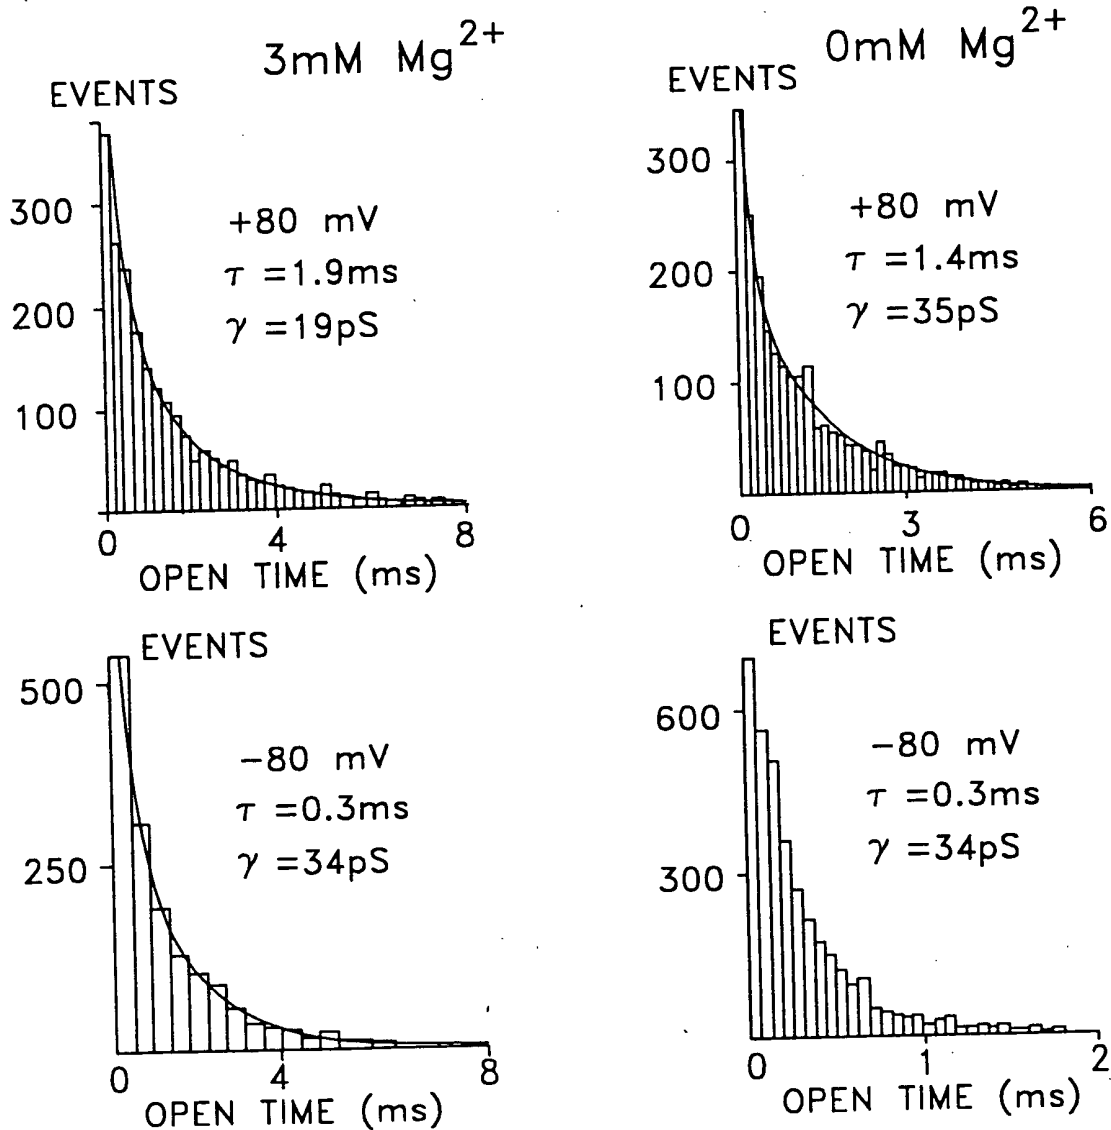 3mM Mg2+
EVENTS
300
200
100
+80 mV
τ =1.9ms
γ =19pS
0
4
8
OPEN TIME (ms)
0mM Mg2+
EVENTS
300
200
100
+80 mV
τ =1.4ms
γ =35pS
0
3
6
OPEN TIME (ms)
EVENTS
500
250
−80 mV
τ =0.3ms
γ =34pS
0
4
8
OPEN TIME (ms)
EVENTS
600
300
−80 mV
τ =0.3ms
γ =34pS
0
1
2
OPEN TIME (ms)